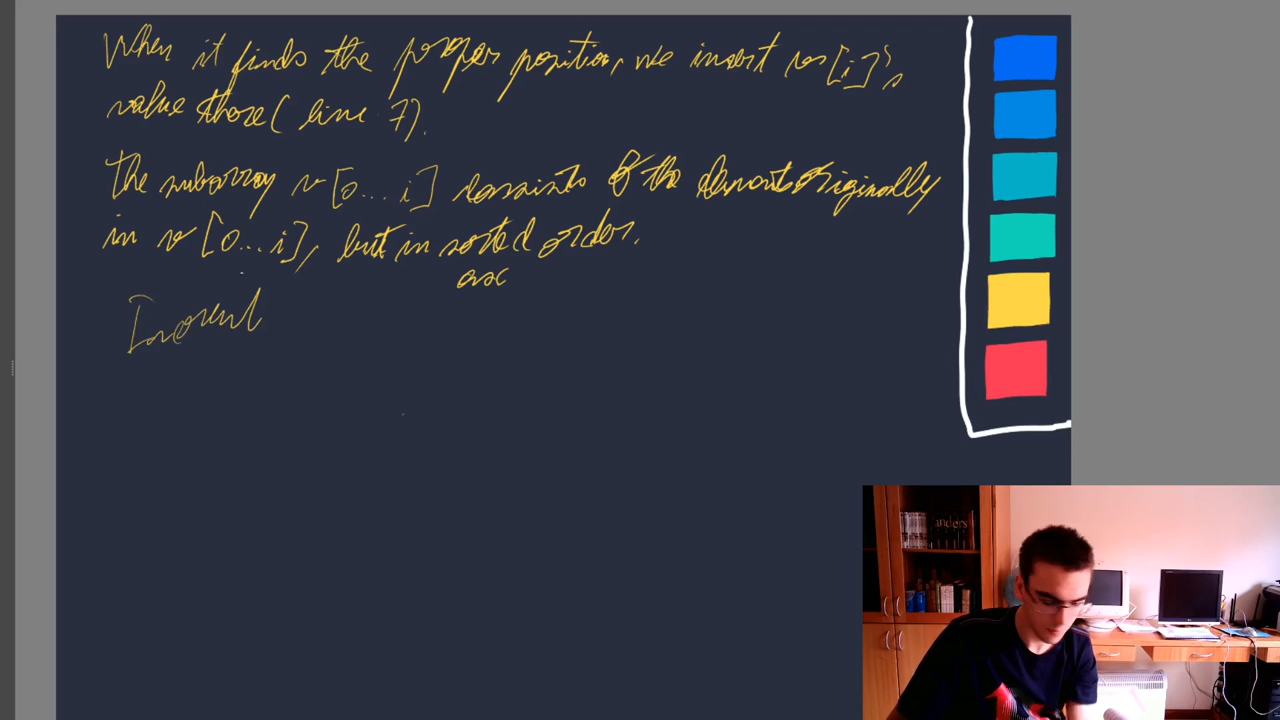 When it finds the proper position, we insert v[i]'s
value there (line 7).
The subarray v[0...i] consists of the elements originally
in v[0...i], but in sorted order.
asc
anders